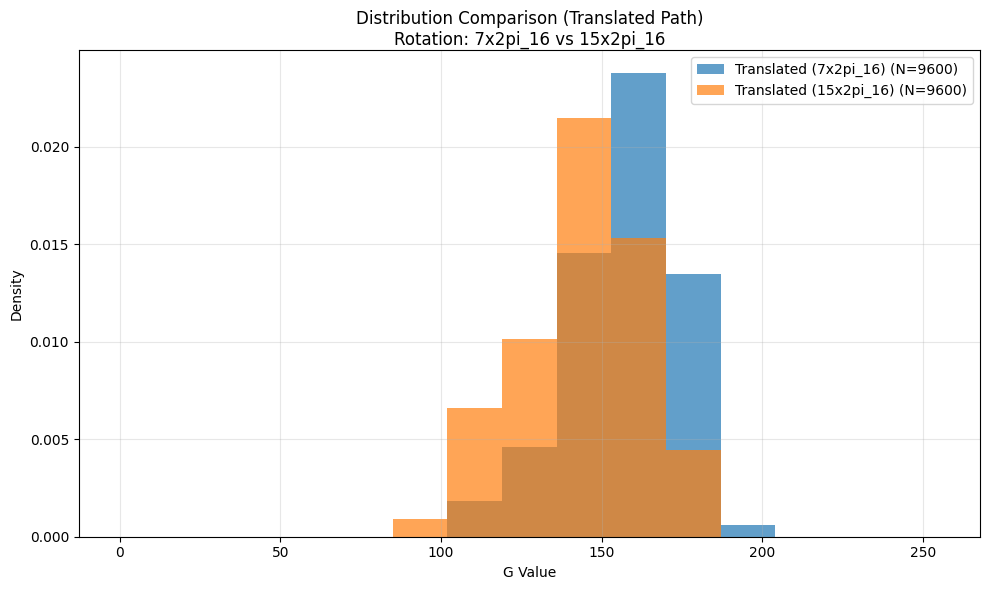 Distribution Comparison (Translated Path)
Rotation: 7x2pi_16 vs 15x2pi_16
Translated (7x2pi_16) (N=9600)
Translated (15x2pi_16) (N=9600)
Density
0.020
0.015
0.010
0.005
0.000
0 50 100 150 200 250
G Value